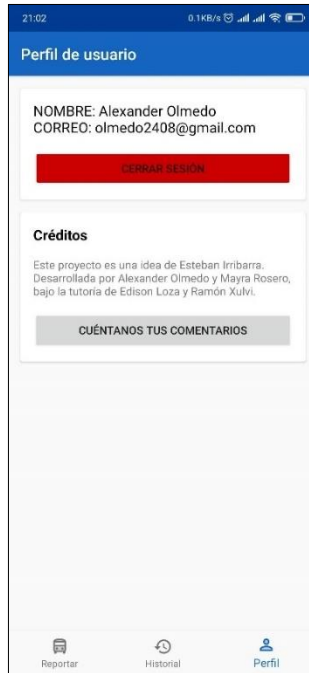 21:02 0.1KB/s
Perfil de usuario
NOMBRE: Alexander Olmedo
CORREO: olmedo2408@gmail.com
CERRAR SESIÓN
Créditos
Este proyecto es una idea de Esteban Irribarra.
Desarrollada por Alexander Olmedo y Mayra Rosero,
bajo la tutoría de Edison Loza y Ramón Xulvi.
CUÉNTANOS TUS COMENTARIOS
Reportar Historial Perfil